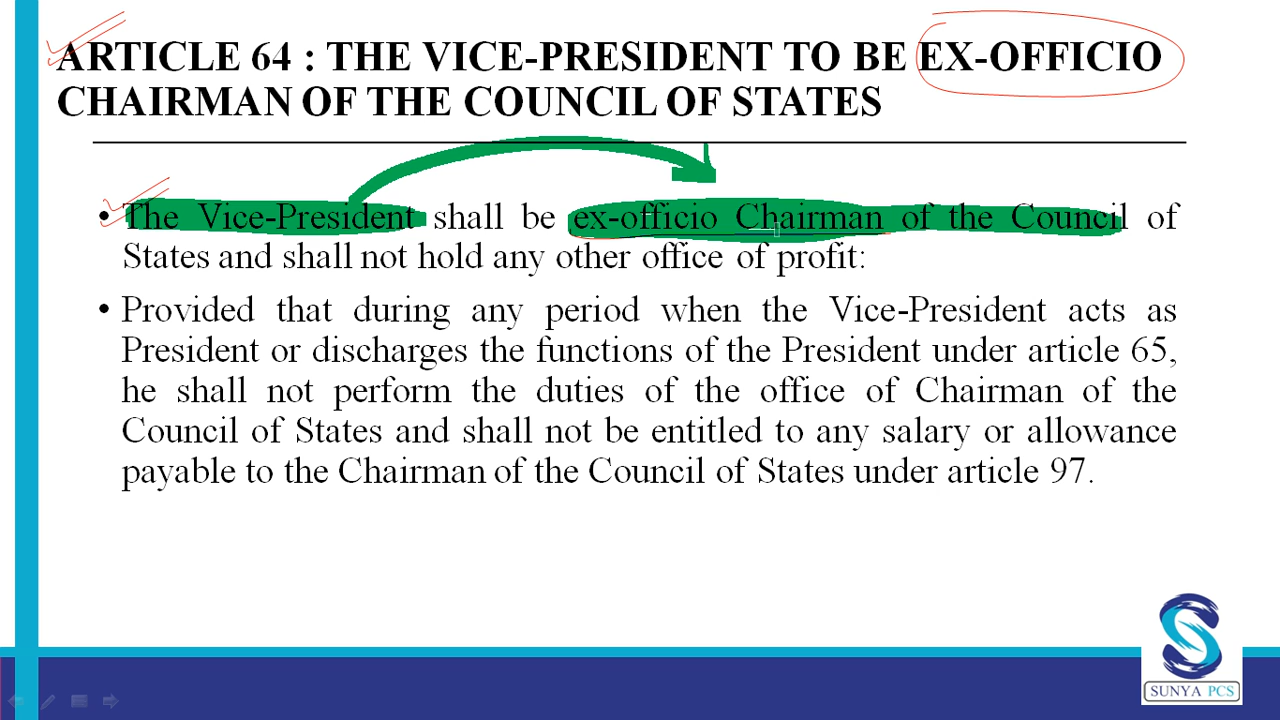 ARTICLE 64 : THE VICE-PRESIDENT TO BE EX-OFFICIO
CHAIRMAN OF THE COUNCIL OF STATES
• The Vice-President shall be ex-officio Chairman of the Council of
States and shall not hold any other office of profit:
• Provided that during any period when the Vice-President acts as
President or discharges the functions of the President under article 65,
he shall not perform the duties of the office of Chairman of the
Council of States and shall not be entitled to any salary or allowance
payable to the Chairman of the Council of States under article 97.
SUNYA PCS